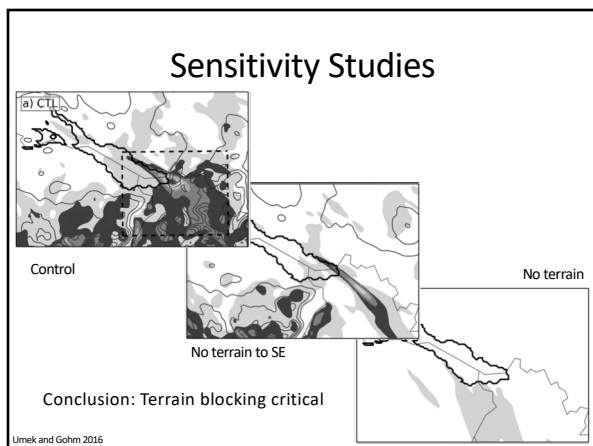 Sensitivity Studies
a) CTL
Control
No terrain
No terrain to SE
Conclusion: Terrain blocking critical
Umek and Gohm 2016